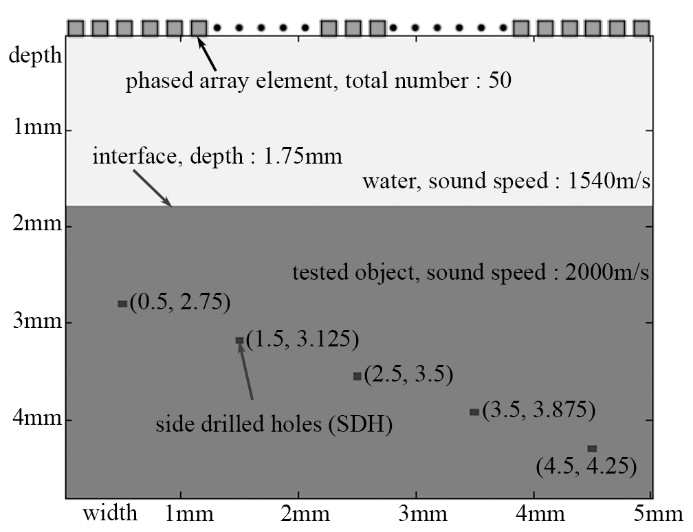 depth
phased array element, total number : 50
1mm
interface, depth : 1.75mm
water, sound speed : 1540m/s
2mm
tested object, sound speed : 2000m/s
(0.5, 2.75)
3mm
(1.5, 3.125)
(2.5, 3.5)
(3.5, 3.875)
4mm
side drilled holes (SDH)
(4.5, 4.25)
width 1mm 2mm 3mm 4mm 5mm